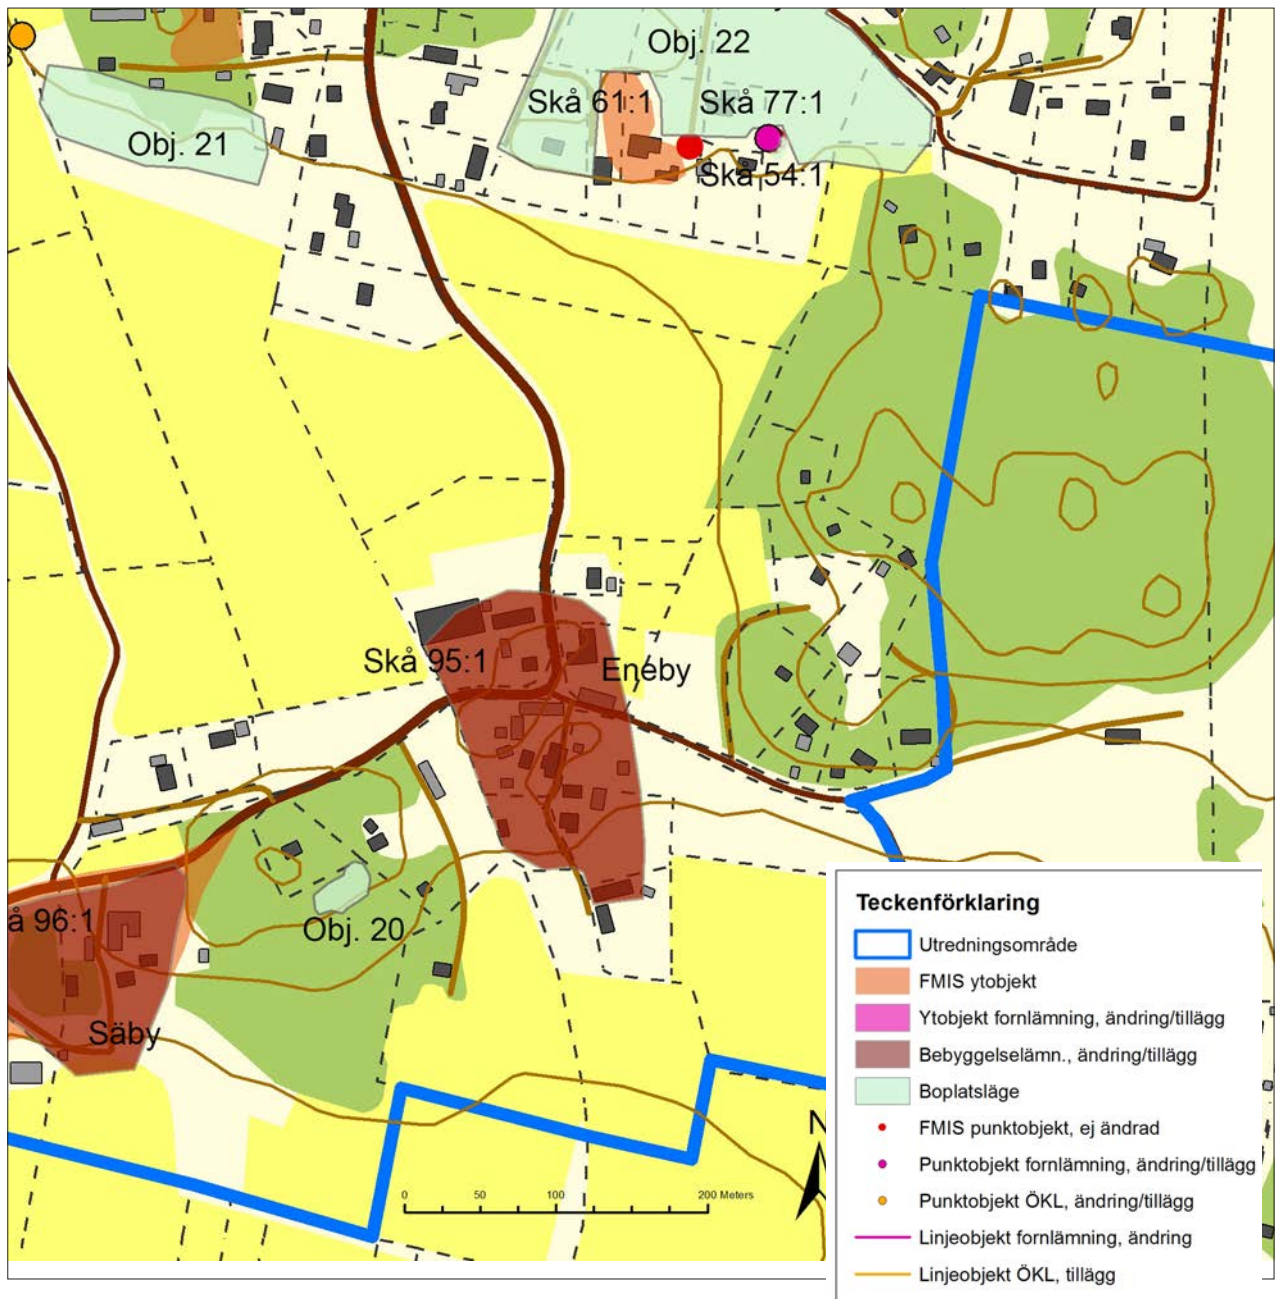 Obj. 22
Skå 61:1
Skå 77:1
Obj. 21
Skå 54:1
Skå 95:1
Eneby
å 96:1
Obj. 20
Säby
N
0 50 100 200 Meters
Teckenförklaring
Utredningsområde
FMIS ytobjekt
Ytobjekt fornlämning, ändring/tillägg
Bebyggelselämn., ändring/tillägg
Boplatsläge
FMIS punktobjekt, ej ändrad
Punktobjekt fornlämning, ändring/tillägg
Punktobjekt ÖKL, ändring/tillägg
Linjeobjekt fornlämning, ändring
Linjeobjekt ÖKL, tillägg